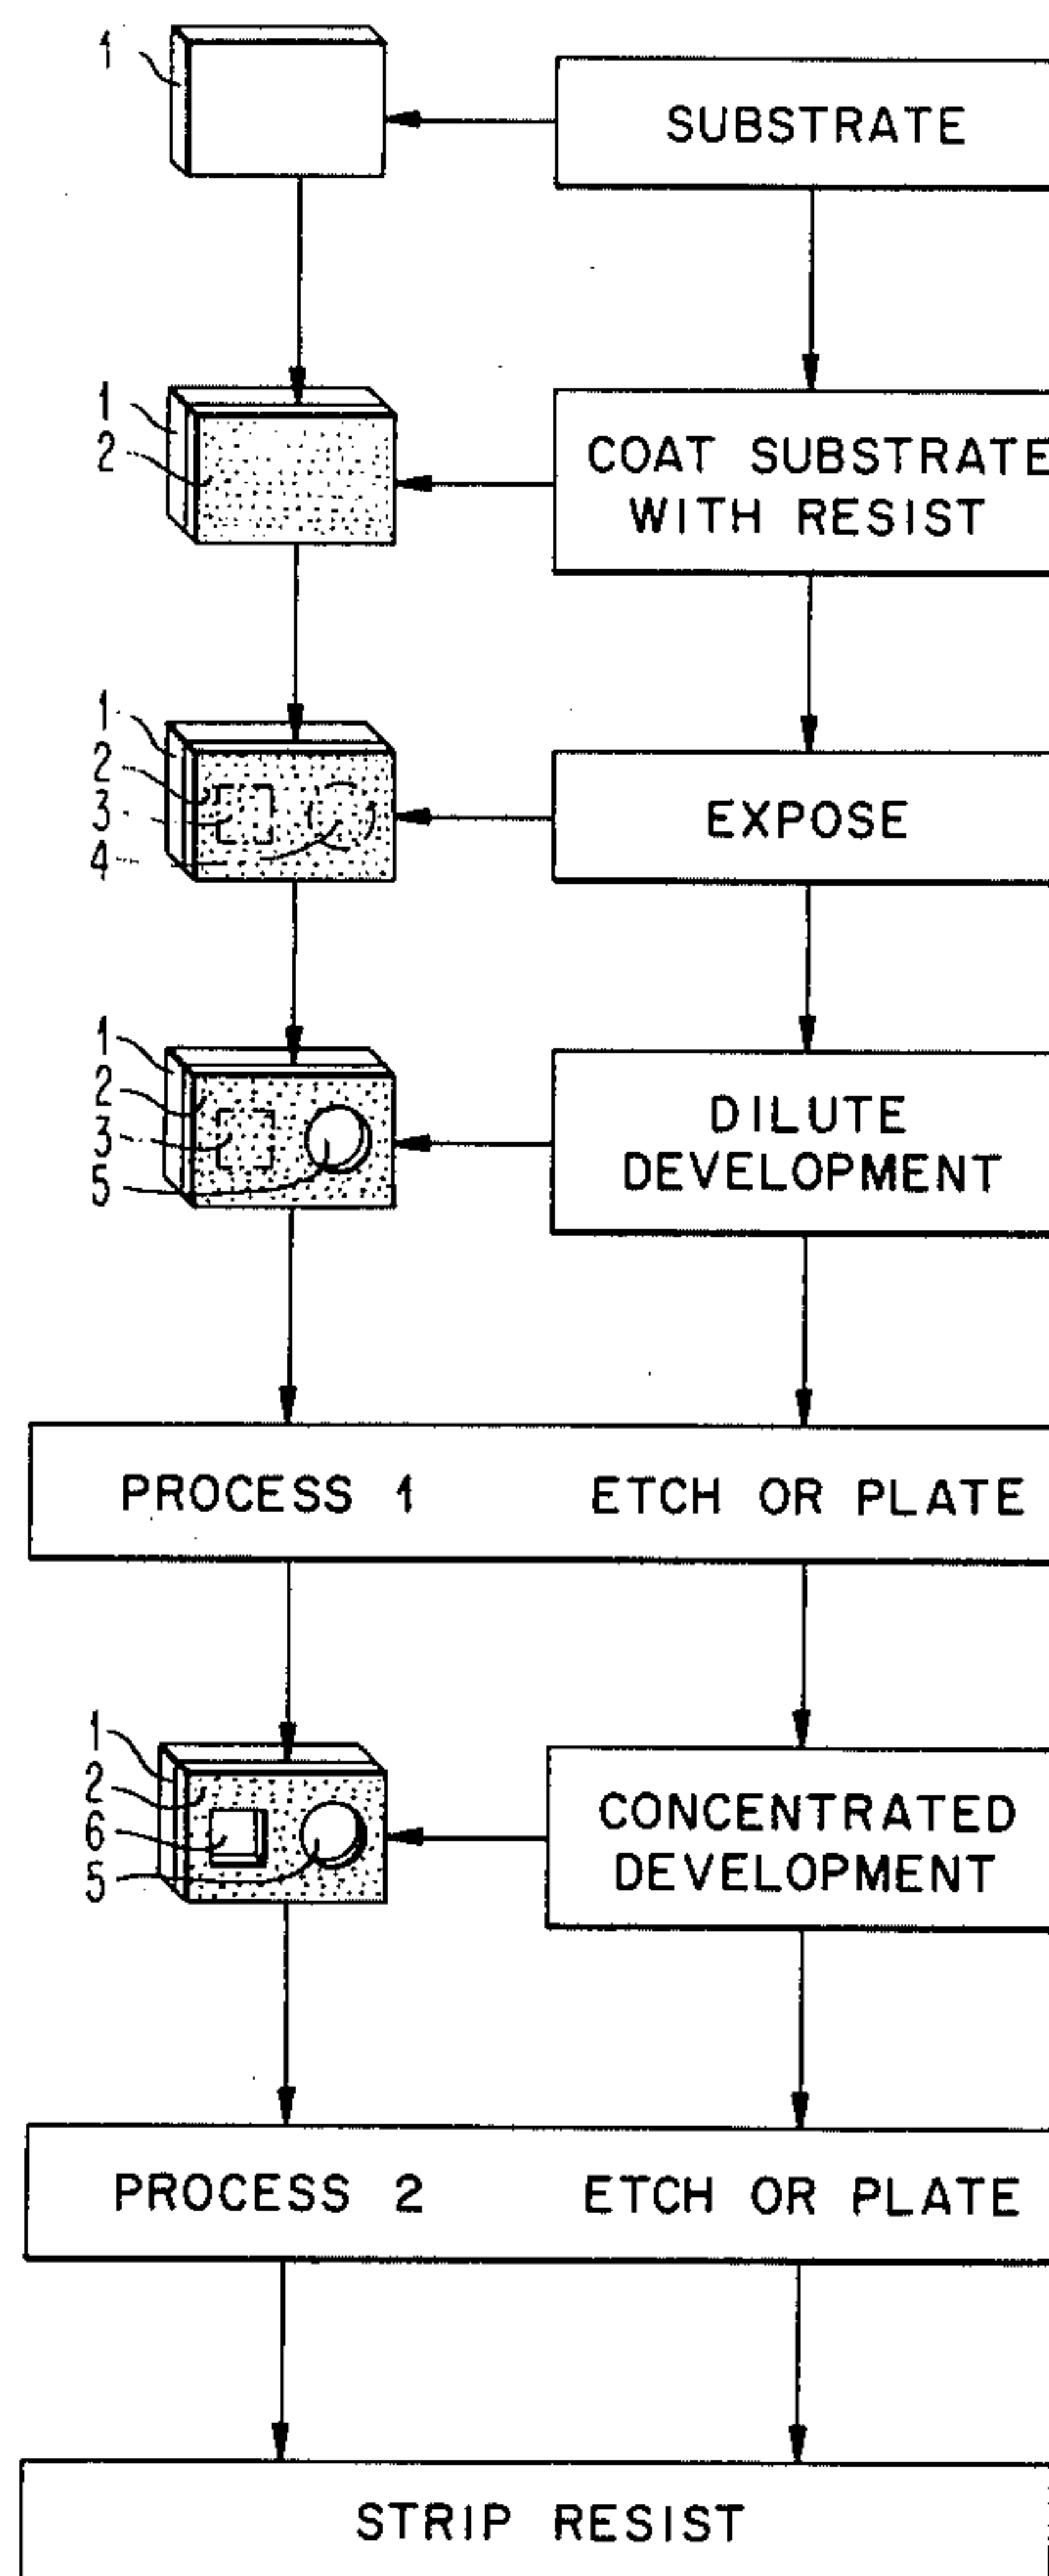 1
SUBSTRATE
1
2
COAT SUBSTRATE
WITH RESIST
1
2
3
4
EXPOSE
1
2
3
5
DILUTE
DEVELOPMENT
PROCESS 1 ETCH OR PLATE
1
2
6
5
CONCENTRATED
DEVELOPMENT
PROCESS 2 ETCH OR PLATE
STRIP RESIST